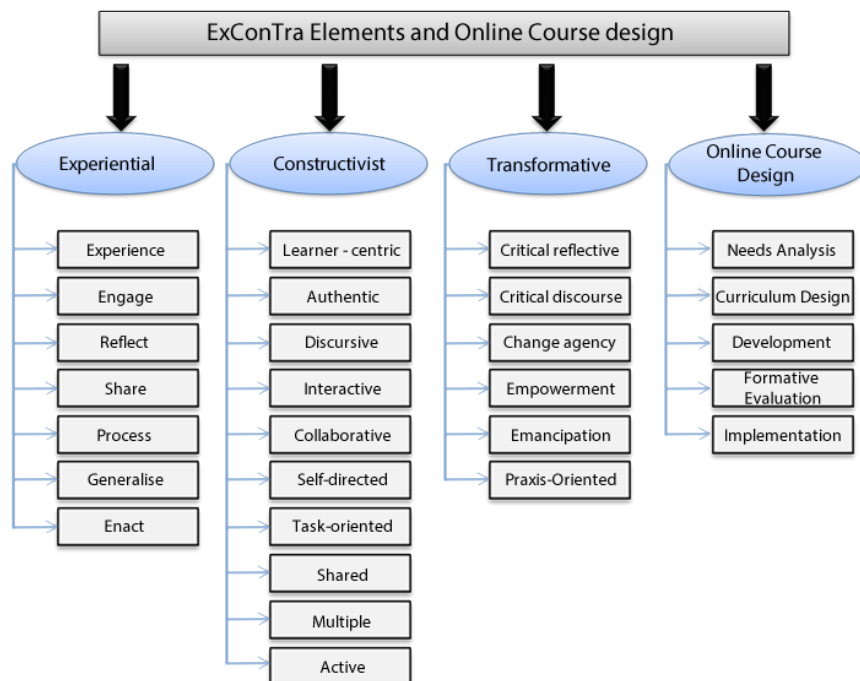 ExConTra Elements and Online Course design
Experiential
Experience
Engage
Reflect
Share
Process
Generalise
Enact
Constructivist
Learner - centric
Authentic
Discursive
Interactive
Collaborative
Self-directed
Task-oriented
Shared
Multiple
Active
Transformative
Critical reflective
Critical discourse
Change agency
Empowerment
Emancipation
Praxis-Oriented
Online Course
Design
Needs Analysis
Curriculum Design
Development
Formative
Evaluation
Implementation